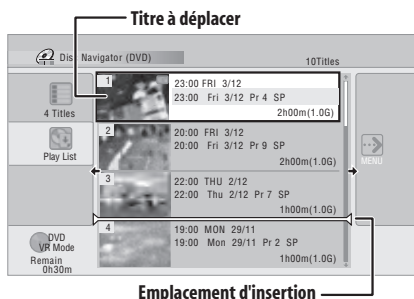 Titre à déplacer
Disc Navigator (DVD)
10Titles
4 Titles
Play List
1
23:00 FRI 3/12
23:00 Fri 3/12 Pr 4 SP
2h00m(1.0G)
2
20:00 FRI 3/12
20:00 Fri 3/12 Pr 9 SP
2h00m(1.0G)
3
22:00 THU 2/12
22:00 Thu 2/12 Pr 7 SP
1h00m(1.0G)
4
19:00 MON 29/11
19:00 Mon 29/11 Pr 2 SP
1h00m(1.0G)
MENU
DVD
VR Mode
Remain
0h30m
Emplacement d'insertion